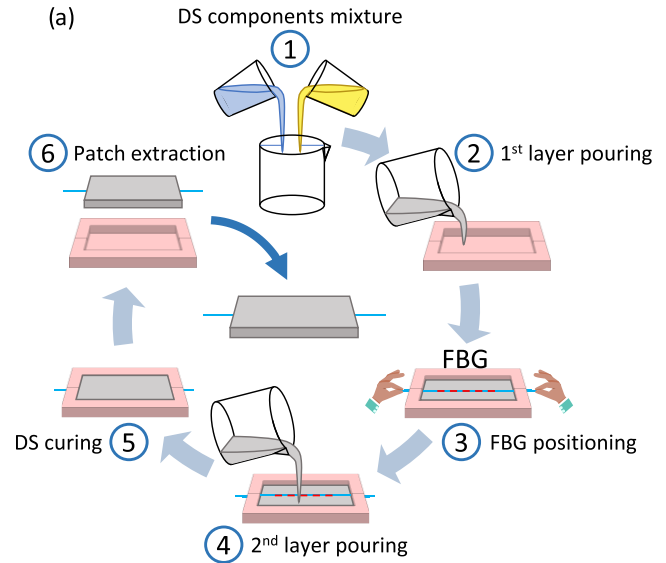 (a)
DS components mixture
1
2 1st layer pouring
FBG
3 FBG positioning
4 2nd layer pouring
DS curing 5
6 Patch extraction